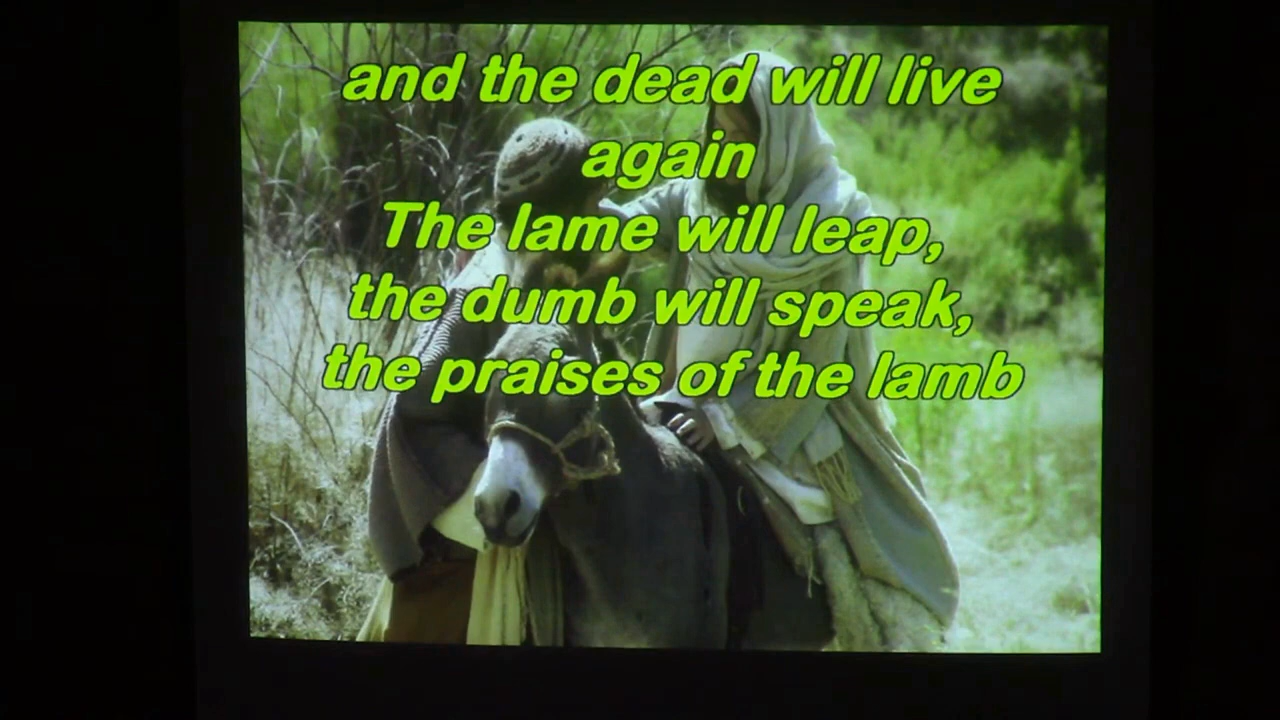 and the dead will live
again
The lame will leap,
the dumb will speak,
the praises of the lamb